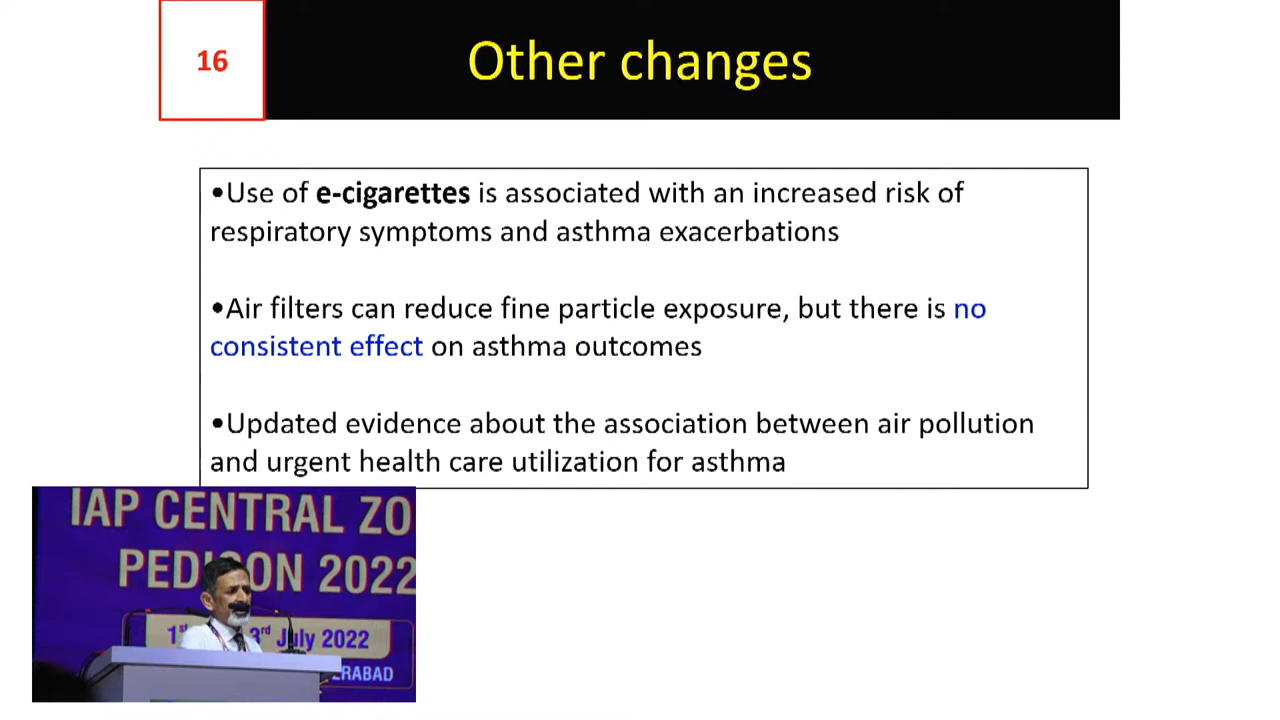 16
Other changes
•Use of e-cigarettes is associated with an increased risk of
respiratory symptoms and asthma exacerbations
•Air filters can reduce fine particle exposure, but there is no
consistent effect on asthma outcomes
•Updated evidence about the association between air pollution
and urgent health care utilization for asthma
IAP CENTRAL ZO
PEDICON 2022
1st 3rd July 2022
ERABAD